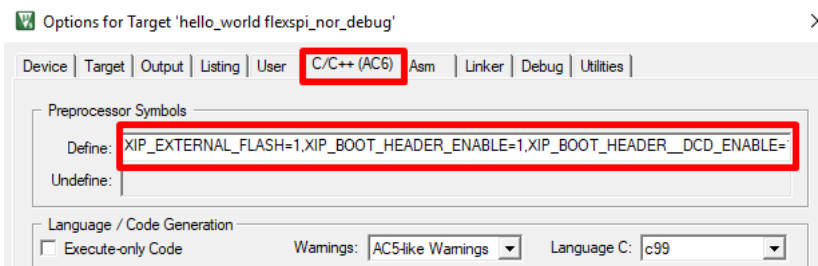 Options for Target 'hello_world flexspi_nor_debug'
Device Target Output Listing User C/C++ (AC6) Asm Linker Debug Utilities
Preprocessor Symbols
Define: XIP_EXTERNAL_FLASH=1,XIP_BOOT_HEADER_ENABLE=1,XIP_BOOT_HEADER__DCD_ENABLE=
Undefine:
Language / Code Generation
Execute-only Code Warnings: AC5-like Warnings Language C: c99